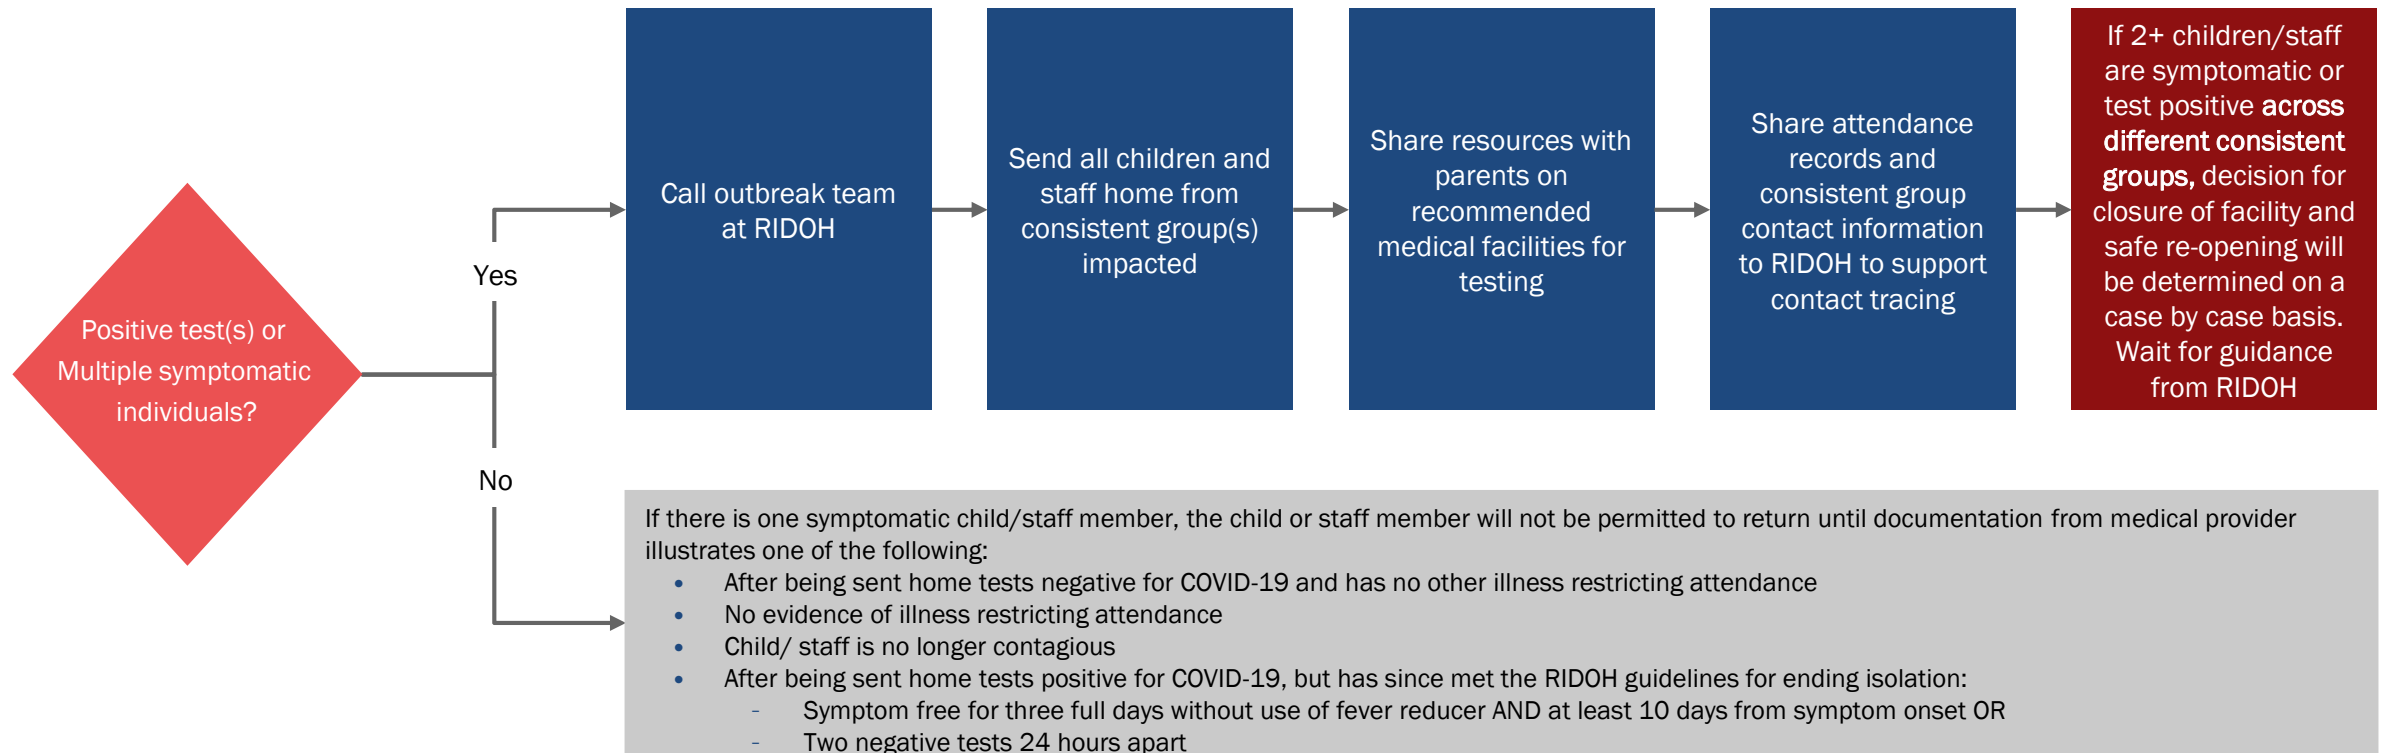 Positive test(s) or
Multiple symptomatic
individuals?
Yes
Call outbreak team
at RIDOH
Send all children and
staff home from
consistent group(s)
impacted
Share resources with
parents on
recommended
medical facilities for
testing
Share attendance
records and
consistent group
contact information
to RIDOH to support
contact tracing
If 2+ children/staff
are symptomatic or
test positive across
different consistent
groups, decision for
closure of facility and
safe re-opening will
be determined on a
case by case basis.
Wait for guidance
from RIDOH
No
If there is one symptomatic child/staff member, the child or staff member will not be permitted to return until documentation from medical provider
illustrates one of the following:
• After being sent home tests negative for COVID-19 and has no other illness restricting attendance
• No evidence of illness restricting attendance
• Child/ staff is no longer contagious
• After being sent home tests positive for COVID-19, but has since met the RIDOH guidelines for ending isolation:
- Symptom free for three full days without use of fever reducer AND at least 10 days from symptom onset OR
- Two negative tests 24 hours apart